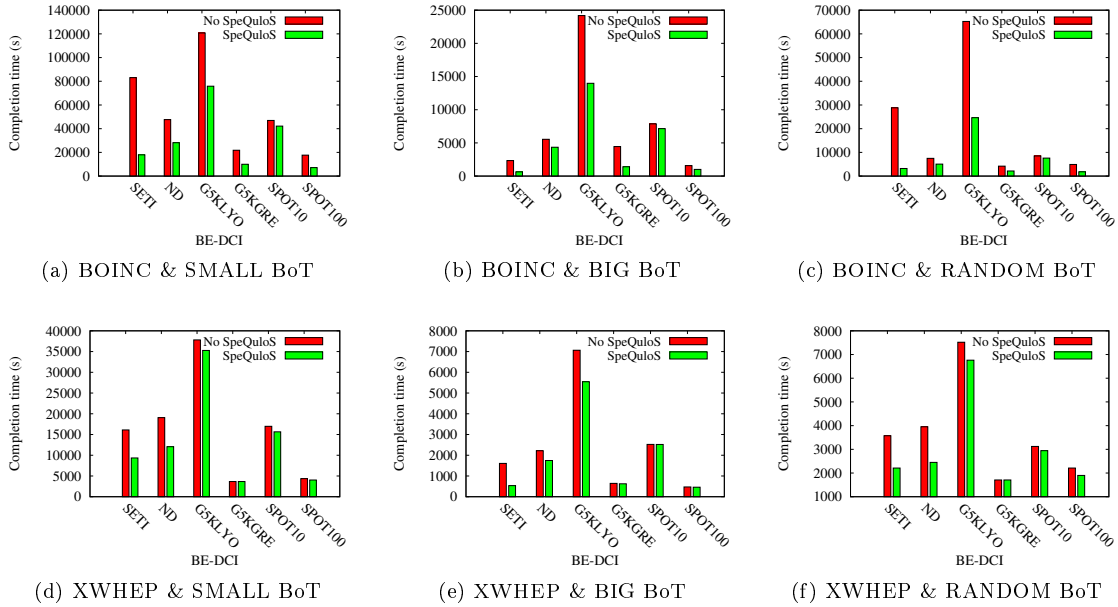 140000
120000
100000
80000
60000
40000
20000
0
Completion time (s)
No SpeQuloS
SpeQuloS
SETI
ND
G5KLYO
G5KGRE
SPOT10
SPOT100
BE-DCI
(a) BOINC & SMALL BoT
25000
20000
15000
10000
5000
0
Completion time (s)
No SpeQuloS
SpeQuloS
SETI
ND
G5KLYO
G5KGRE
SPOT10
SPOT100
BE-DCI
(b) BOINC & BIG BoT
70000
60000
50000
40000
30000
20000
10000
0
Completion time (s)
No SpeQuloS
SpeQuloS
SETI
ND
G5KLYO
G5KGRE
SPOT10
SPOT100
BE-DCI
(c) BOINC & RANDOM BoT
40000
35000
30000
25000
20000
15000
10000
5000
0
Completion time (s)
No SpeQuloS
SpeQuloS
SETI
ND
G5KLYO
G5KGRE
SPOT10
SPOT100
BE-DCI
(d) XWHEP & SMALL BoT
8000
7000
6000
5000
4000
3000
2000
1000
0
Completion time (s)
No SpeQuloS
SpeQuloS
SETI
ND
G5KLYO
G5KGRE
SPOT10
SPOT100
BE-DCI
(e) XWHEP & BIG BoT
8000
7000
6000
5000
4000
3000
2000
1000
Completion time (s)
No SpeQuloS
SpeQuloS
SETI
ND
G5KLYO
G5KGRE
SPOT10
SPOT100
BE-DCI
(f) XWHEP & RANDOM BoT